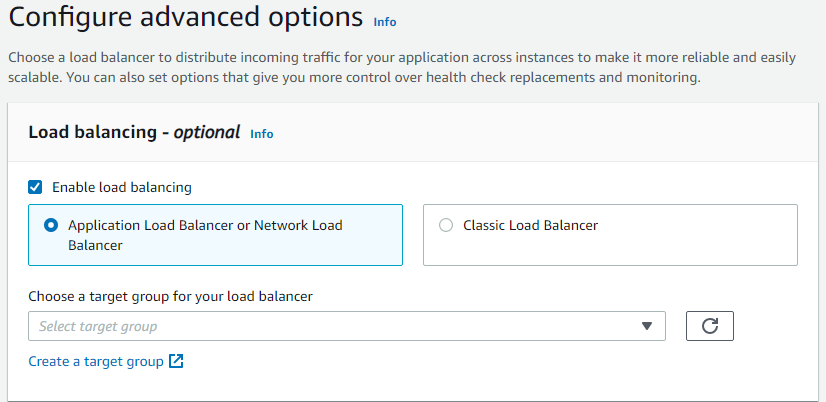 Configure advanced options Info
Choose a load balancer to distribute incoming traffic for your application across instances to make it more reliable and easily
scalable. You can also set options that give you more control over health check replacements and monitoring.
Load balancing - optional Info
Enable load balancing
Application Load Balancer or Network Load
Balancer
Classic Load Balancer
Choose a target group for your load balancer
Select target group
Create a target group